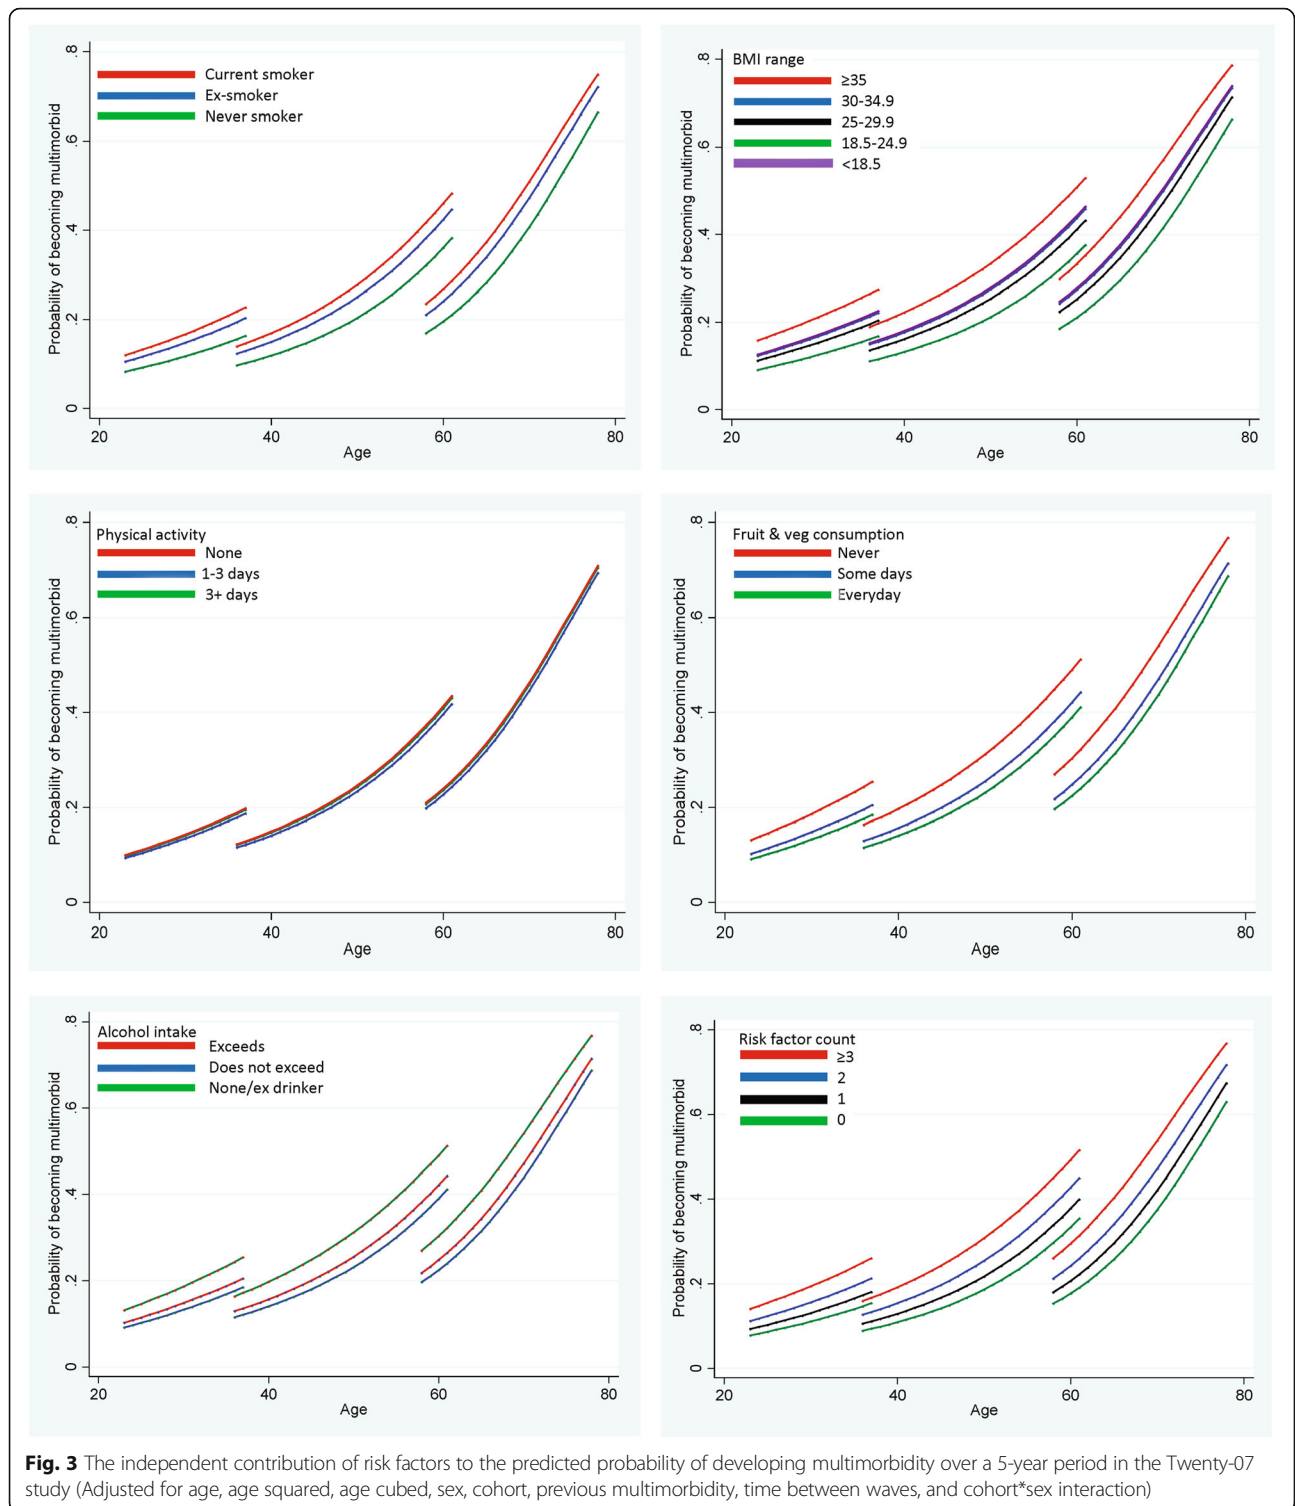 .8
.6
.4
.2
0
Probability of becoming multimorbid
Current smoker
Ex-smoker
Never smoker
20 40 60 80
Age
.8
.6
.4
.2
0
Probability of becoming multimorbid
BMI range
≥35
30-34.9
25-29.9
18.5-24.9
<18.5
20 40 60 80
Age
.8
.6
.4
.2
0
Probability of becoming multimorbid
Physical activity
None
1-3 days
3+ days
20 40 60 80
Age
.8
.6
.4
.2
0
Probability of becoming multimorbid
Fruit & veg consumption
Never
Some days
Everyday
20 40 60 80
Age
.8
.6
.4
.2
0
Probability of becoming multimorbid
Alcohol intake
Exceeds
Does not exceed
None/ex drinker
20 40 60 80
Age
.8
.6
.4
.2
0
Probability of becoming multimorbid
Risk factor count
≥3
2
1
0
20 40 60 80
Age
Fig. 3 The independent contribution of risk factors to the predicted probability of developing multimorbidity over a 5-year period in the Twenty-07
study (Adjusted for age, age squared, age cubed, sex, cohort, previous multimorbidity, time between waves, and cohort*sex interaction)